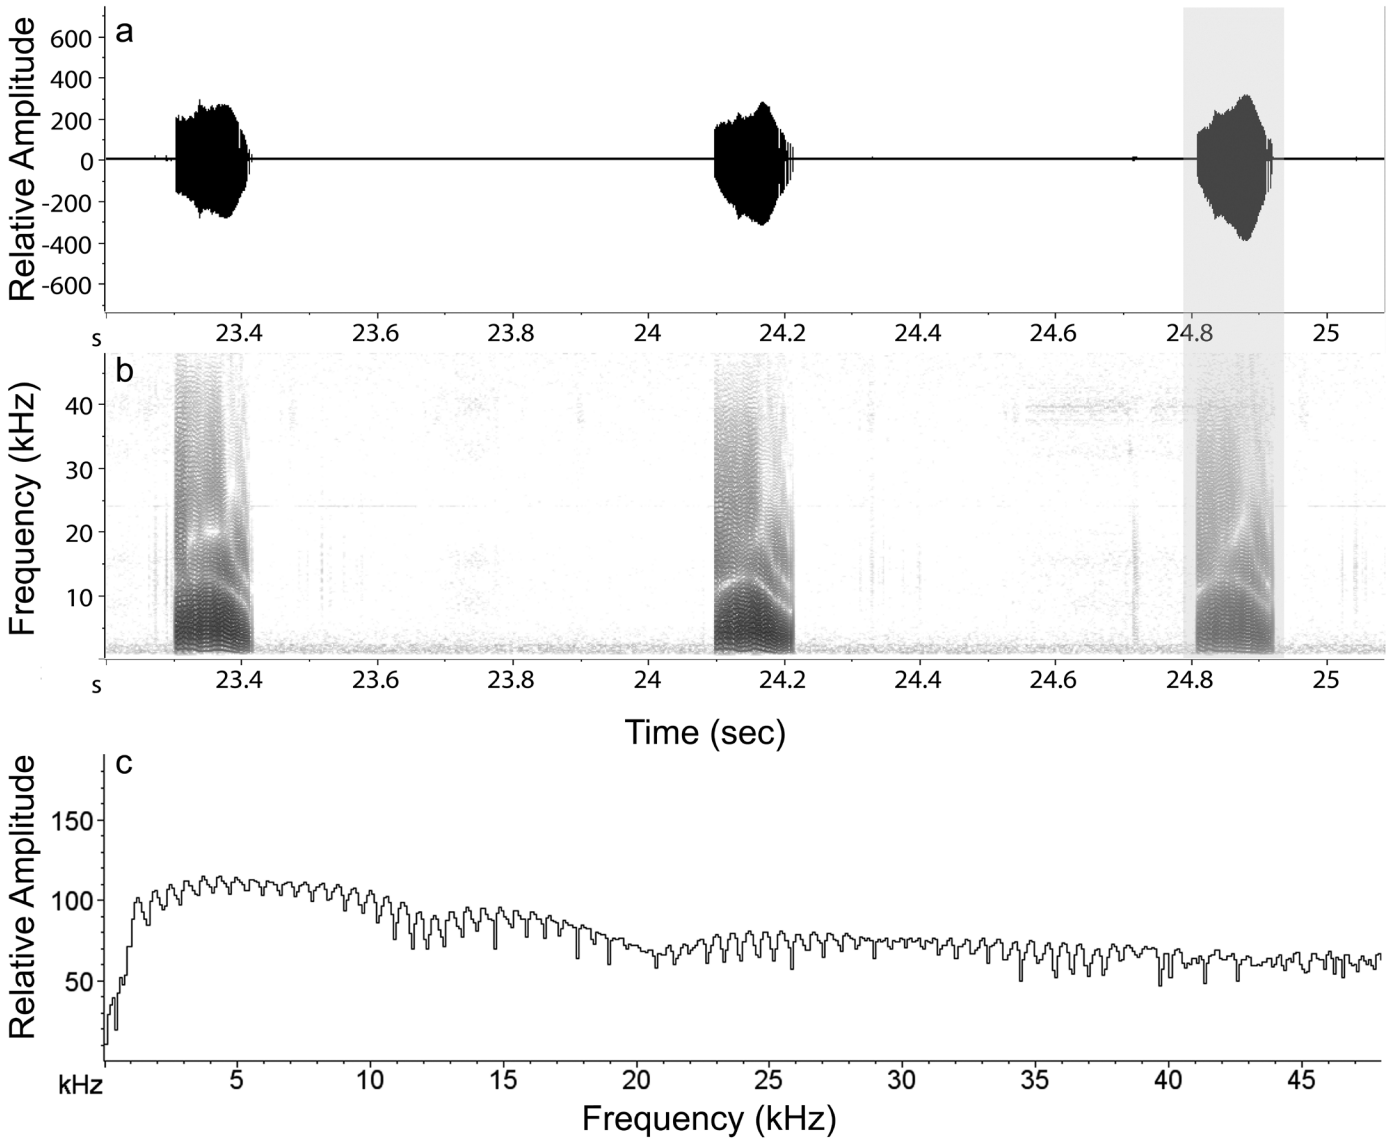 a
Relative Amplitude
600
400
200
0
-200
-400
-600
s 23.4 23.6 23.8 24 24.2 24.4 24.6 24.8 25
b
Frequency (kHz)
40
30
20
10
s 23.4 23.6 23.8 24 24.2 24.4 24.6 24.8 25
Time (sec)
c
Relative Amplitude
150
100
50
kHz 5 10 15 20 25 30 35 40 45
Frequency (kHz)